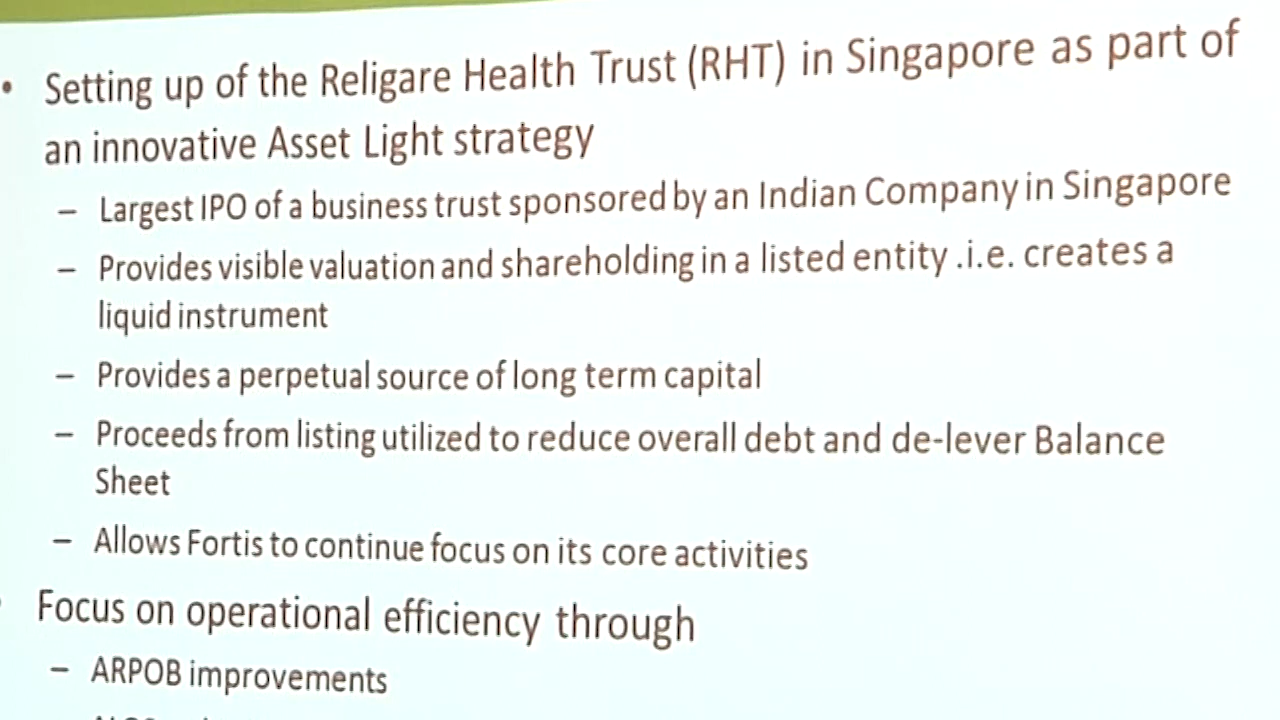 • Setting up of the Religare Health Trust (RHT) in Singapore as part of
an innovative Asset Light strategy
– Largest IPO of a business trust sponsored by an Indian Company in Singapore
– Provides visible valuation and shareholding in a listed entity .i.e. creates a
liquid instrument
– Provides a perpetual source of long term capital
– Proceeds from listing utilized to reduce overall debt and de-lever Balance
Sheet
– Allows Fortis to continue focus on its core activities
• Focus on operational efficiency through
– ARPOB improvements